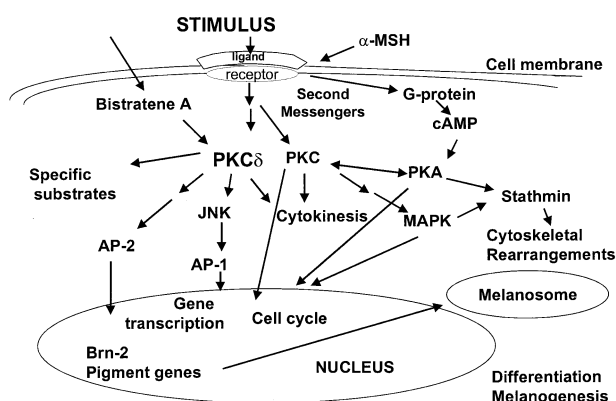 STIMULUS
ligand
α-MSH
receptor
Cell membrane
Bistratene A
Second
Messengers
G-protein
cAMP
Specific
substrates
PKCδ
PKC
PKA
Stathmin
JNK
Cytokinesis
MAPK
AP-2
Cytoskeletal
Rearrangements
AP-1
Gene
transcription
Cell cycle
Melanosome
Brn-2
Pigment genes
NUCLEUS
Differentiation
Melanogenesis